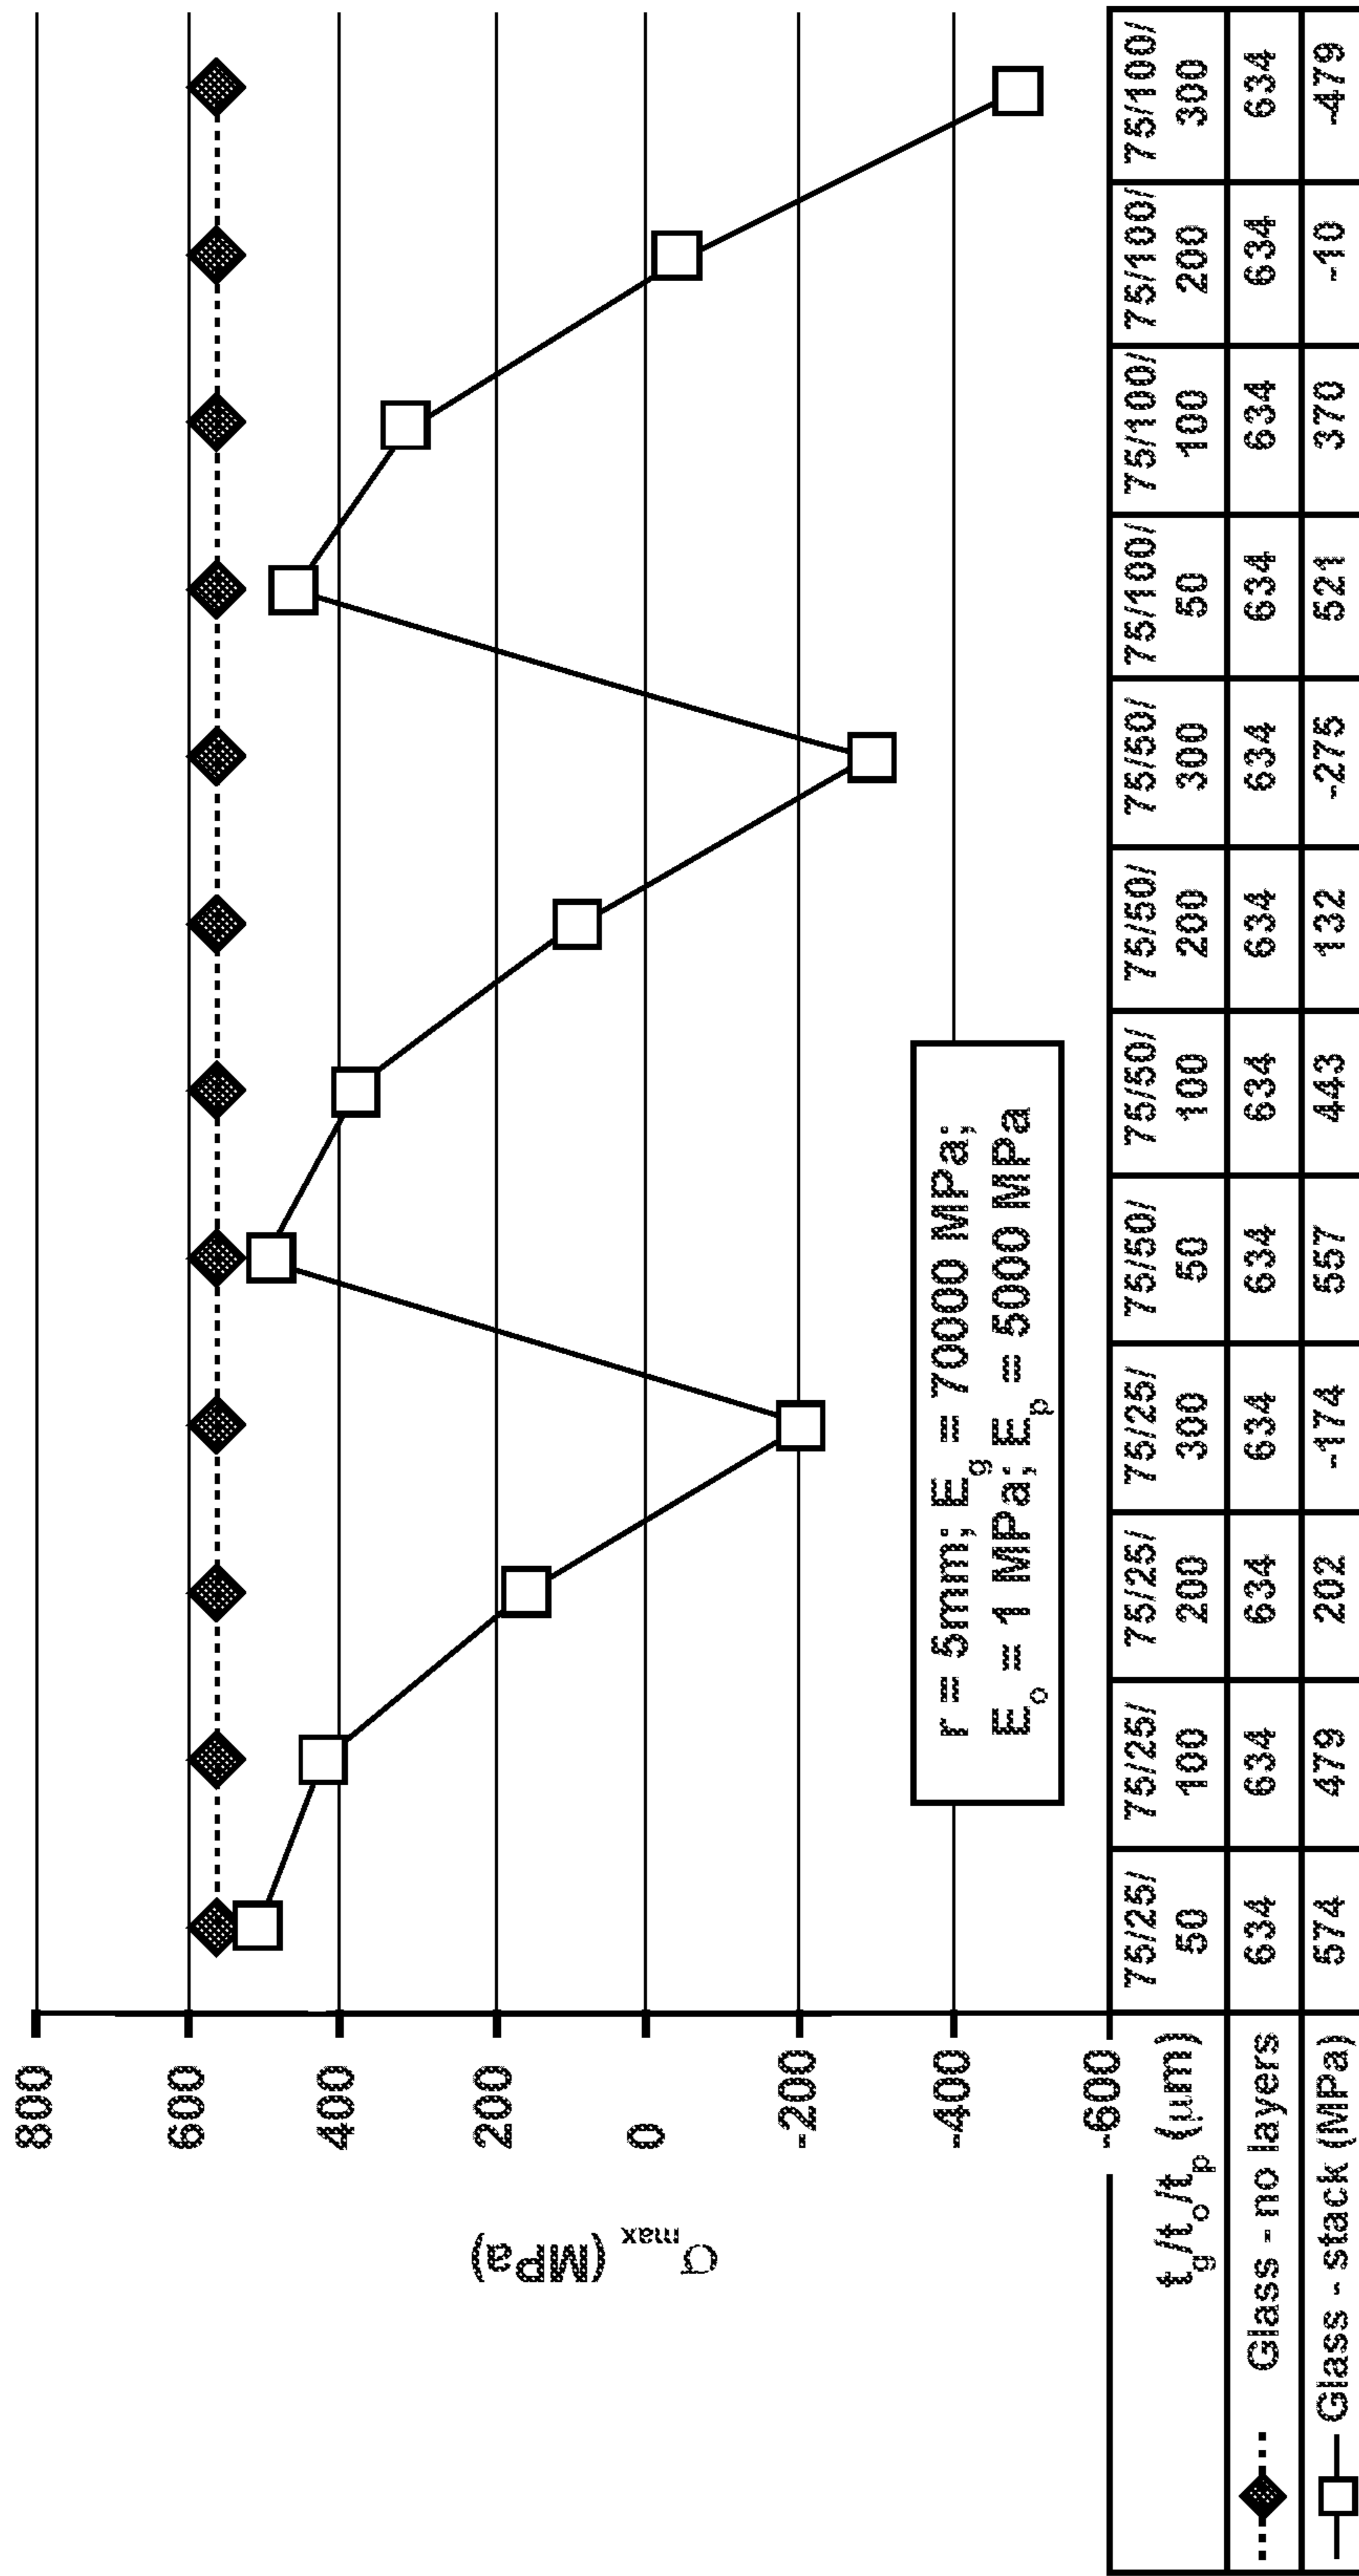 800
600
400
200
0
-200
-400
-600
σmax (MPa)
r = 5mm; Eg = 70000 MPa;
Eo = 1 MPa; Ep = 5000 MPa
tg/to/tp (μm) 75/25/ 75/25/ 75/25/ 75/25/ 75/50/ 75/50/ 75/50/ 75/50/ 75/100/ 75/100/ 75/100/ 75/100/
50 100 200 300 50 100 200 300 50 100 200 300
Glass - no layers 634 634 634 634 634 634 634 634 634 634 634 634
Glass - stack (MPa) 574 479 202 -174 557 443 132 -275 521 370 -10 -479